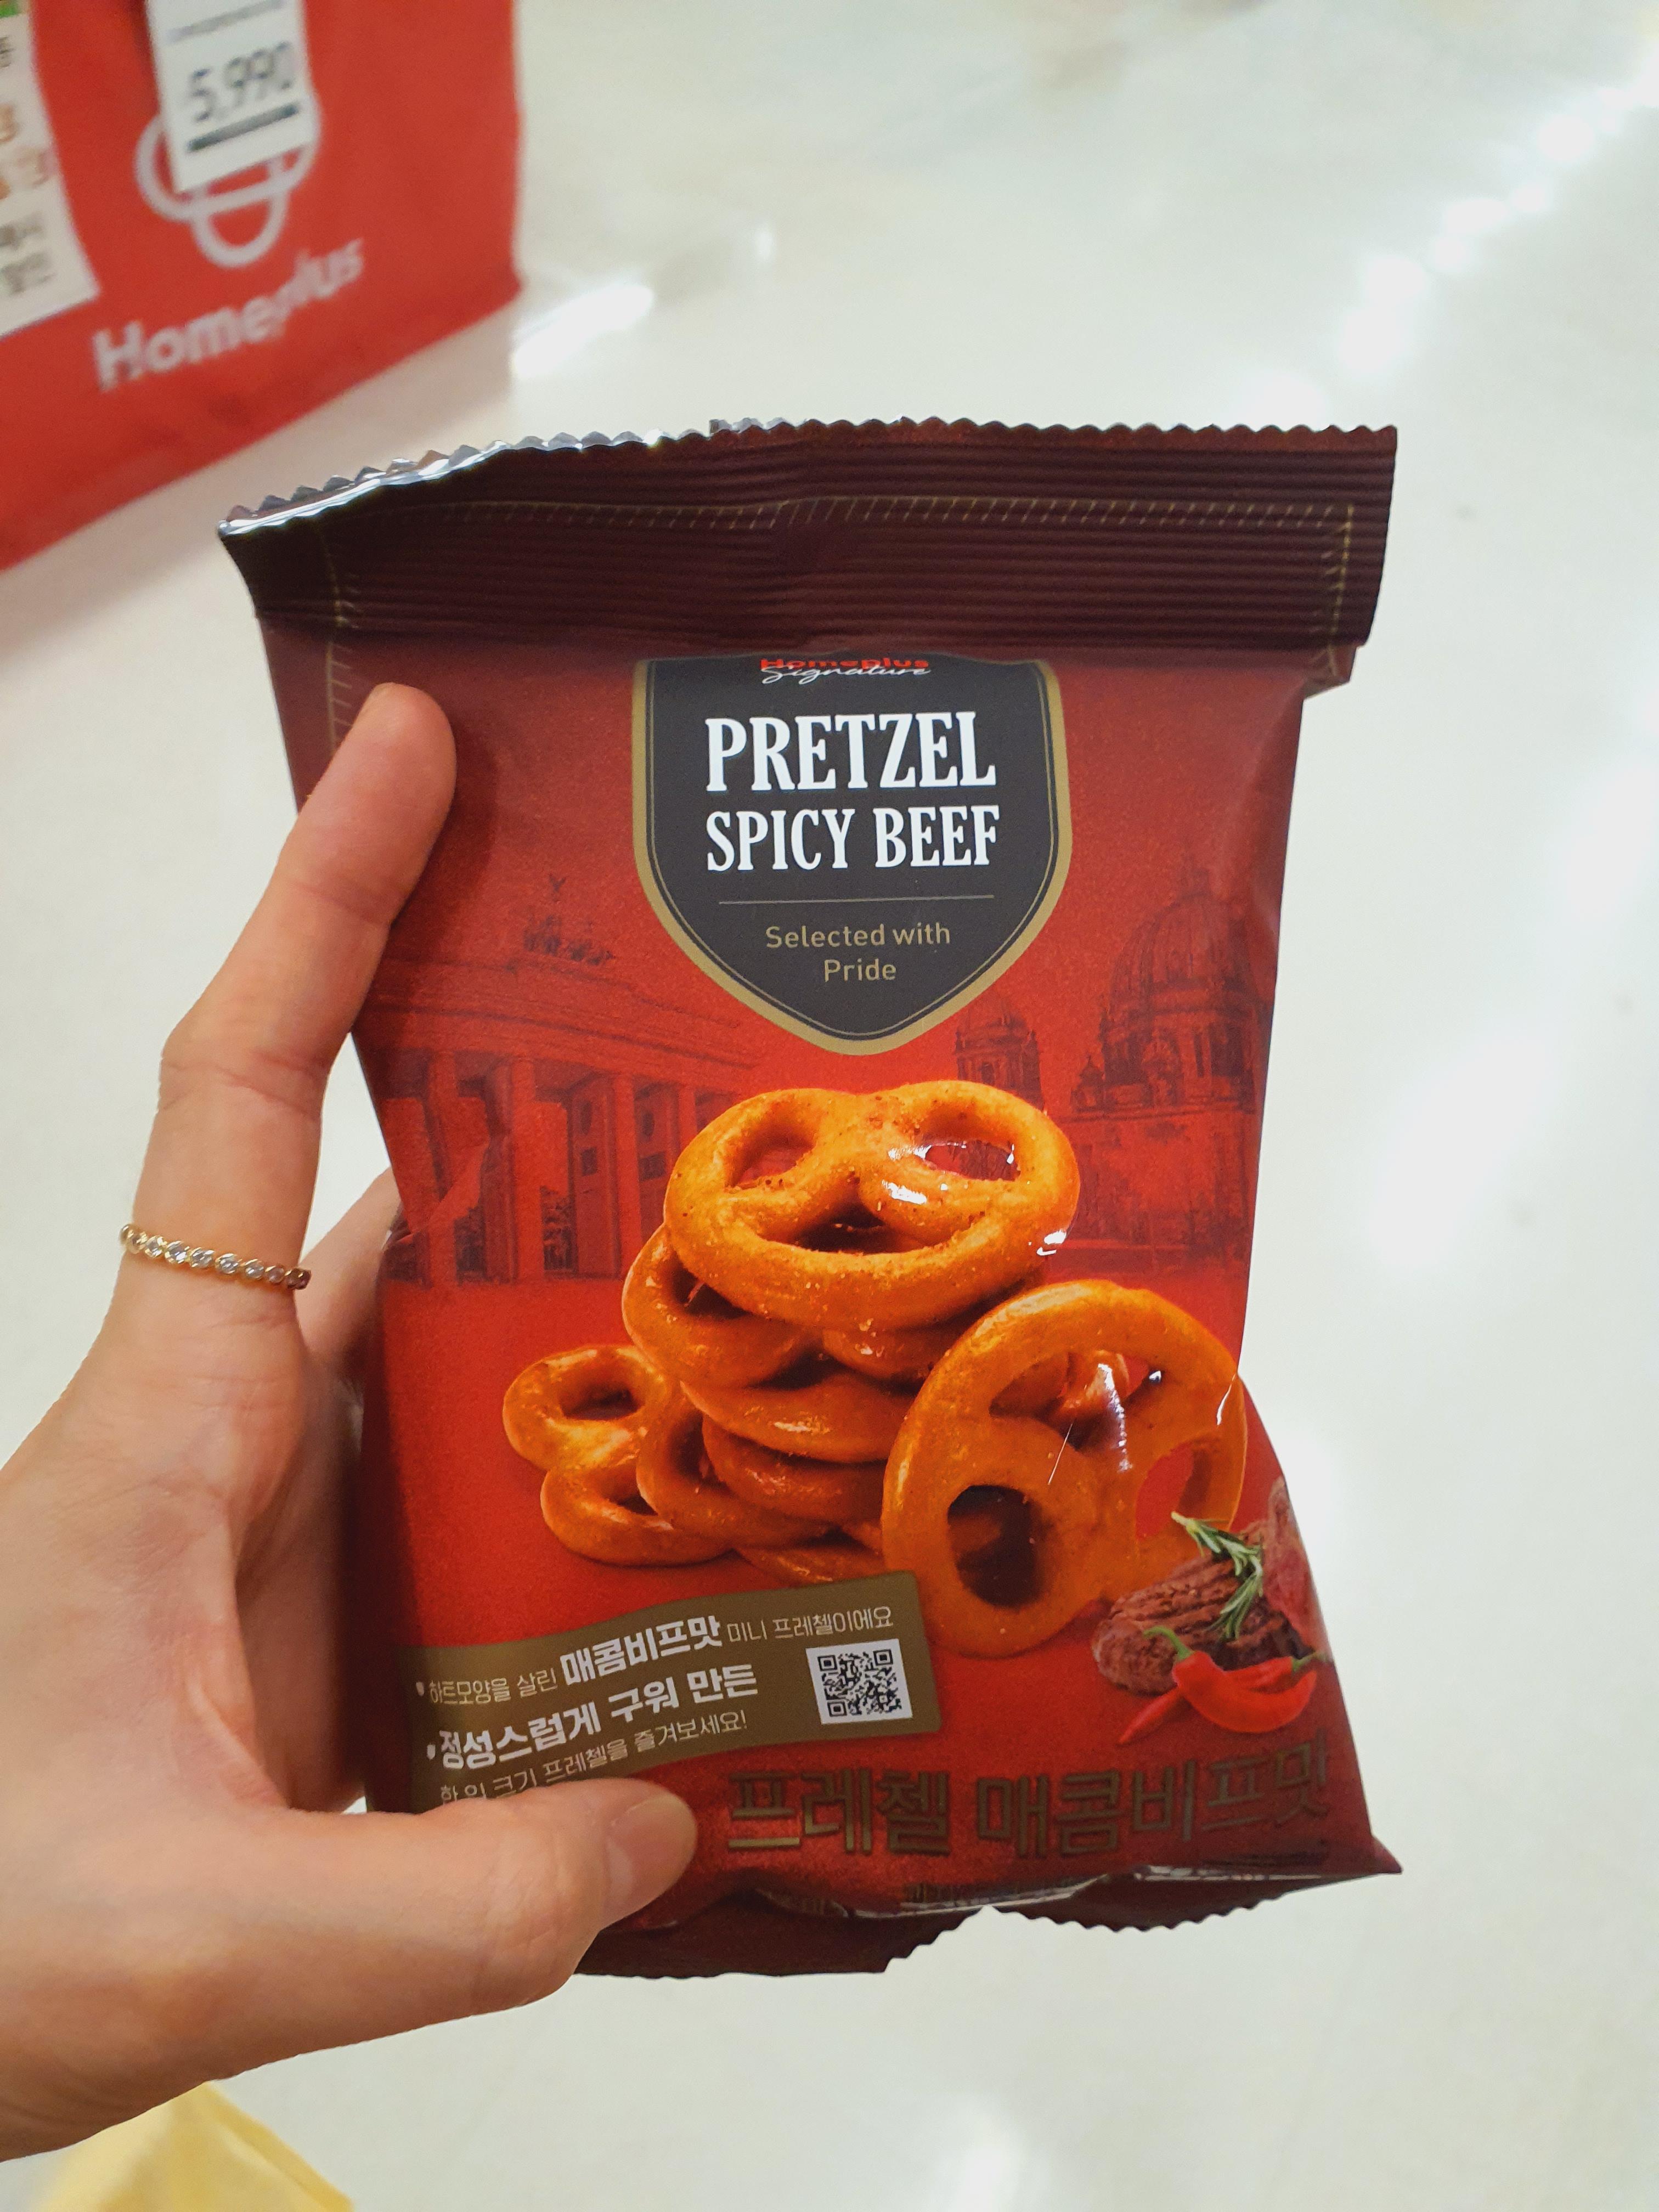 5,990
Homeplus
Homeplus
Signature
PRETZEL
SPICY BEEF
Selected with
Pride
• 하트모양을 살린 매콤비프맛 미니 프레첼이에요
• 정성스럽게 구워 만든
한 입 크기 프레첼을 즐겨보세요!
프레첼 매콤비프맛